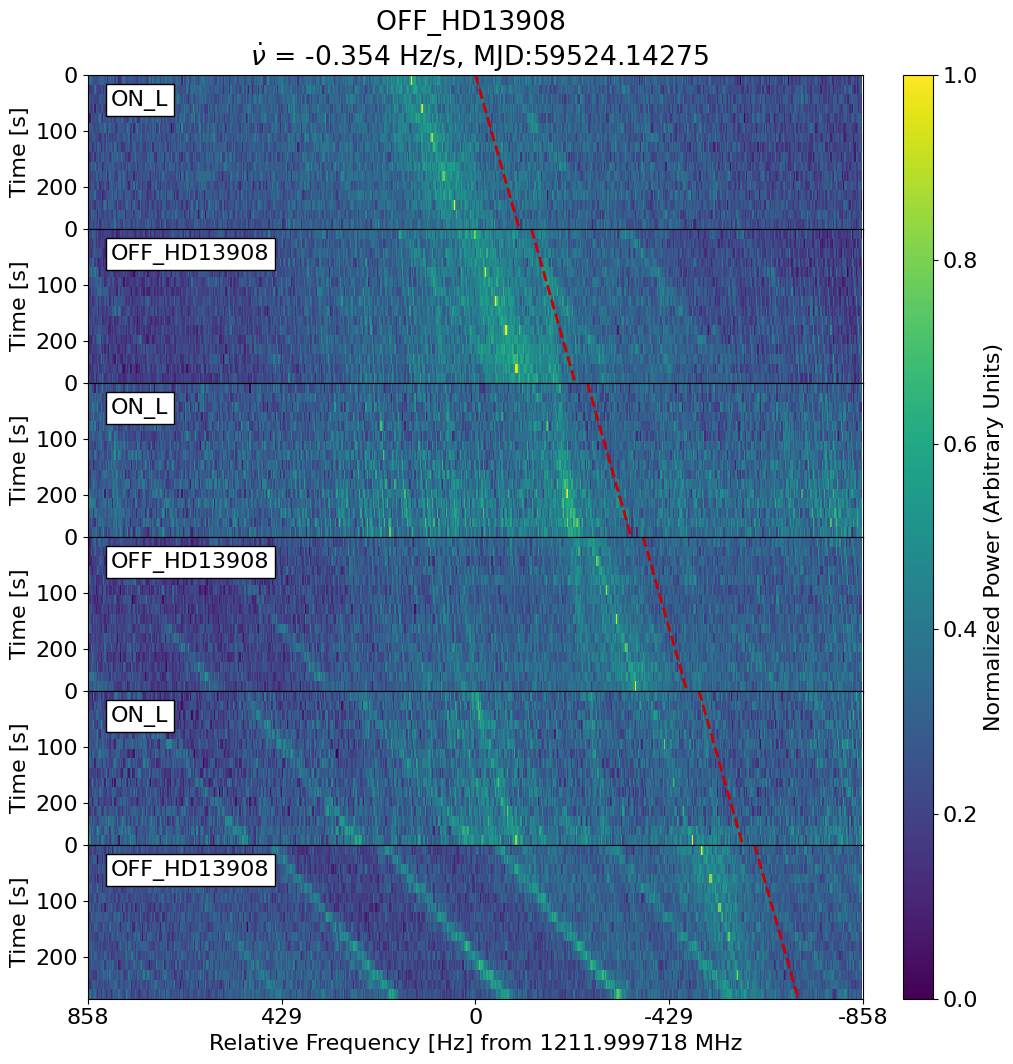 OFF_HD13908
ν̇ = -0.354 Hz/s, MJD:59524.14275
ON_L
Time [s]
0
100
200
OFF_HD13908
Time [s]
0
100
200
ON_L
Time [s]
0
100
200
OFF_HD13908
Time [s]
0
100
200
ON_L
Time [s]
0
100
200
OFF_HD13908
Time [s]
0
100
200
858 429 0 -429 -858
Relative Frequency [Hz] from 1211.999718 MHz
1.0
0.8
0.6
0.4
0.2
0.0
Normalized Power (Arbitrary Units)